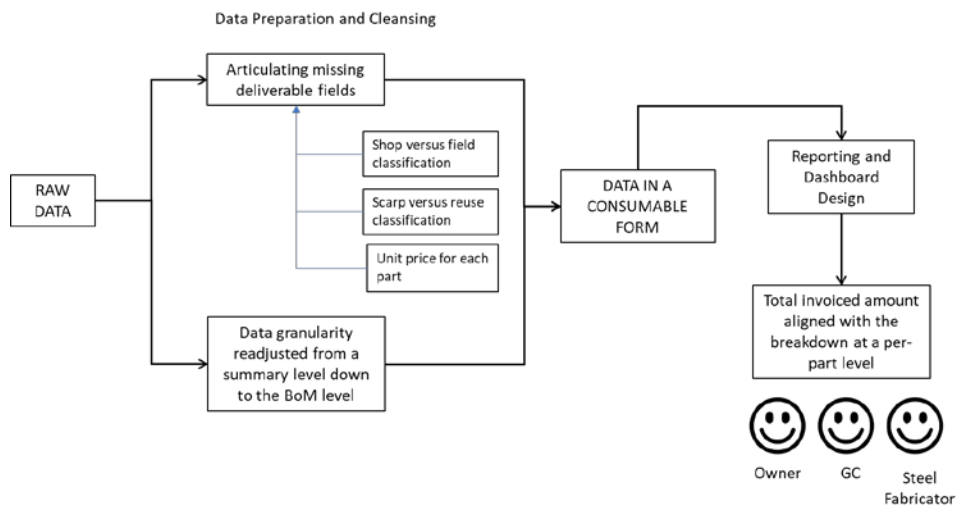 Data Preparation and Cleansing
Articulating missing
deliverable fields
Shop versus field
classification
Scarp versus reuse
classification
Unit price for each
part
RAW
DATA
Data granularity
readjusted from a
summary level down
to the BoM level
DATA IN A
CONSUMABLE
FORM
Reporting and
Dashboard
Design
Total invoiced amount
aligned with the
breakdown at a per-
part level
Owner
GC
Steel
Fabricator